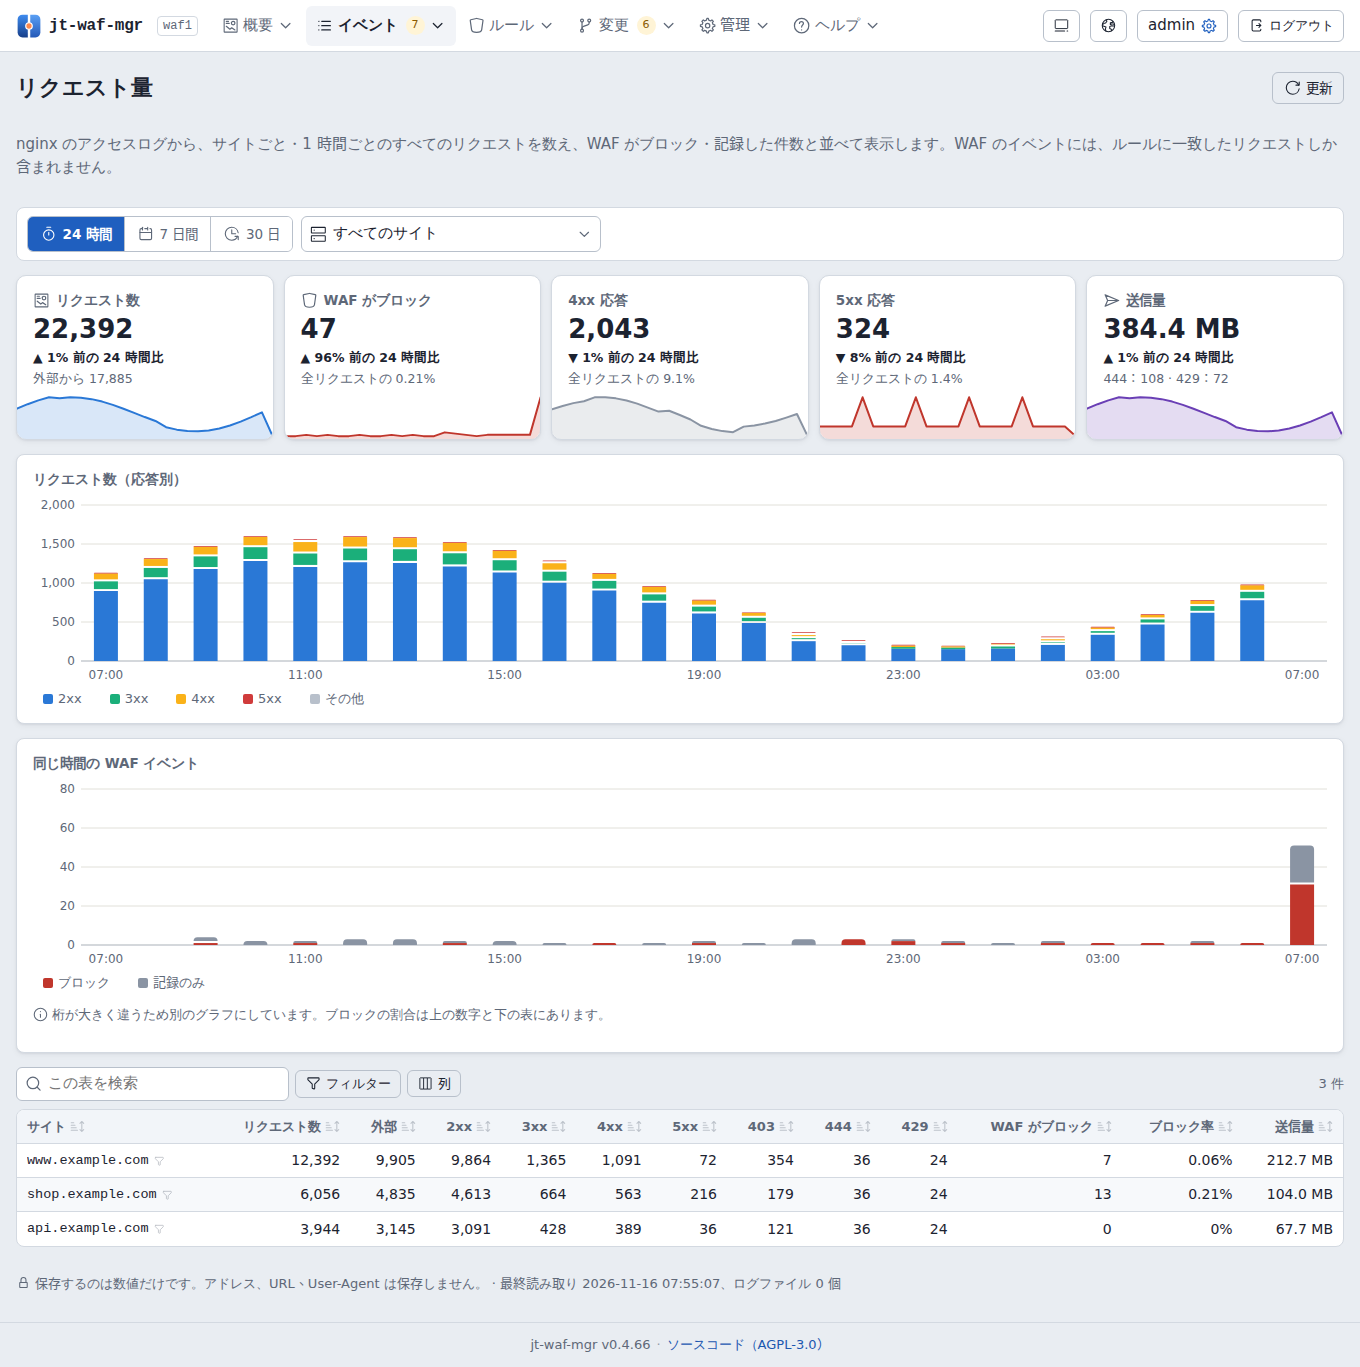 jt-waf-mgr waf1 概要 イベント 7 ルール 変更 6 管理 ヘルプ admin ログアウト
リクエスト量
更新
nginx のアクセスログから、サイトごと・1 時間ごとのすべてのリクエストを数え、WAF がブロック・記録した件数と並べて表示します。WAF のイベントには、ルールに一致したリクエストしか
含まれません。
24 時間 7 日間 30 日 すべてのサイト
リクエスト数
22,392
▲ 1% 前の 24 時間比
外部から 17,885
WAF がブロック
47
▲ 96% 前の 24 時間比
全リクエストの 0.21%
4xx 応答
2,043
▼ 1% 前の 24 時間比
全リクエストの 9.1%
5xx 応答
324
▼ 8% 前の 24 時間比
全リクエストの 1.4%
送信量
384.4 MB
▲ 1% 前の 24 時間比
444：108 · 429：72
リクエスト数（応答別）
2,000
1,500
1,000
500
0
07:00 11:00 15:00 19:00 23:00 03:00 07:00
2xx 3xx 4xx 5xx その他
同じ時間の WAF イベント
80
60
40
20
0
07:00 11:00 15:00 19:00 23:00 03:00 07:00
ブロック 記録のみ
桁が大きく違うため別のグラフにしています。ブロックの割合は上の数字と下の表にあります。
この表を検索 フィルター 列 3 件
サイト リクエスト数 外部 2xx 3xx 4xx 5xx 403 444 429 WAF がブロック ブロック率 送信量
www.example.com 12,392 9,905 9,864 1,365 1,091 72 354 36 24 7 0.06% 212.7 MB
shop.example.com 6,056 4,835 4,613 664 563 216 179 36 24 13 0.21% 104.0 MB
api.example.com 3,944 3,145 3,091 428 389 36 121 36 24 0 0% 67.7 MB
保存するのは数値だけです。アドレス、URL、User-Agent は保存しません。 · 最終読み取り 2026-11-16 07:55:07、ログファイル 0 個
jt-waf-mgr v0.4.66 · ソースコード（AGPL-3.0）